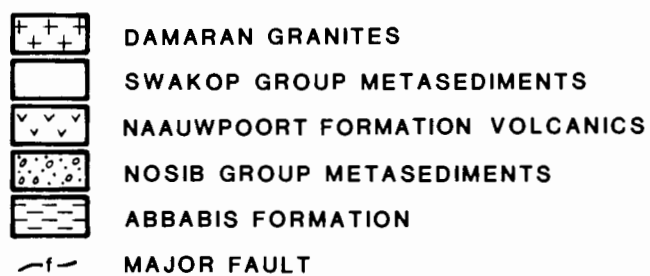 DAMARAN GRANITES
SWAKOP GROUP METASEDIMENTS
NAAUWPOORT FORMATION VOLCANICS
NOSIB GROUP METASEDIMENTS
ABBABIS FORMATION
f MAJOR FAULT